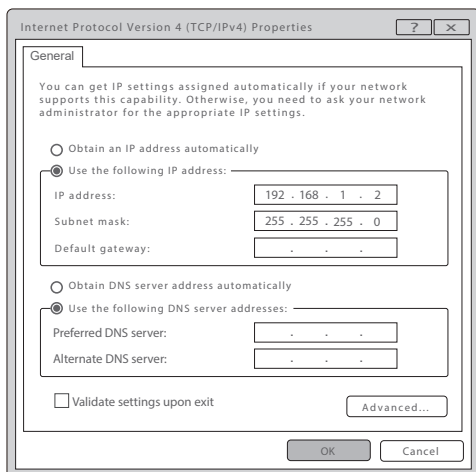 Internet Protocol Version 4 (TCP/IPv4) Properties
? ×
General
You can get IP settings assigned automatically if your network
supports this capability. Otherwise, you need to ask your network
administrator for the appropriate IP settings.
Obtain an IP address automatically
Use the following IP address:
IP address: 192 . 168 . 1 . 2
Subnet mask: 255 . 255 . 255 . 0
Default gateway: . . .
Obtain DNS server address automatically
Use the following DNS server addresses:
Preferred DNS server: . . .
Alternate DNS server: . . .
Validate settings upon exit
Advanced...
OK Cancel